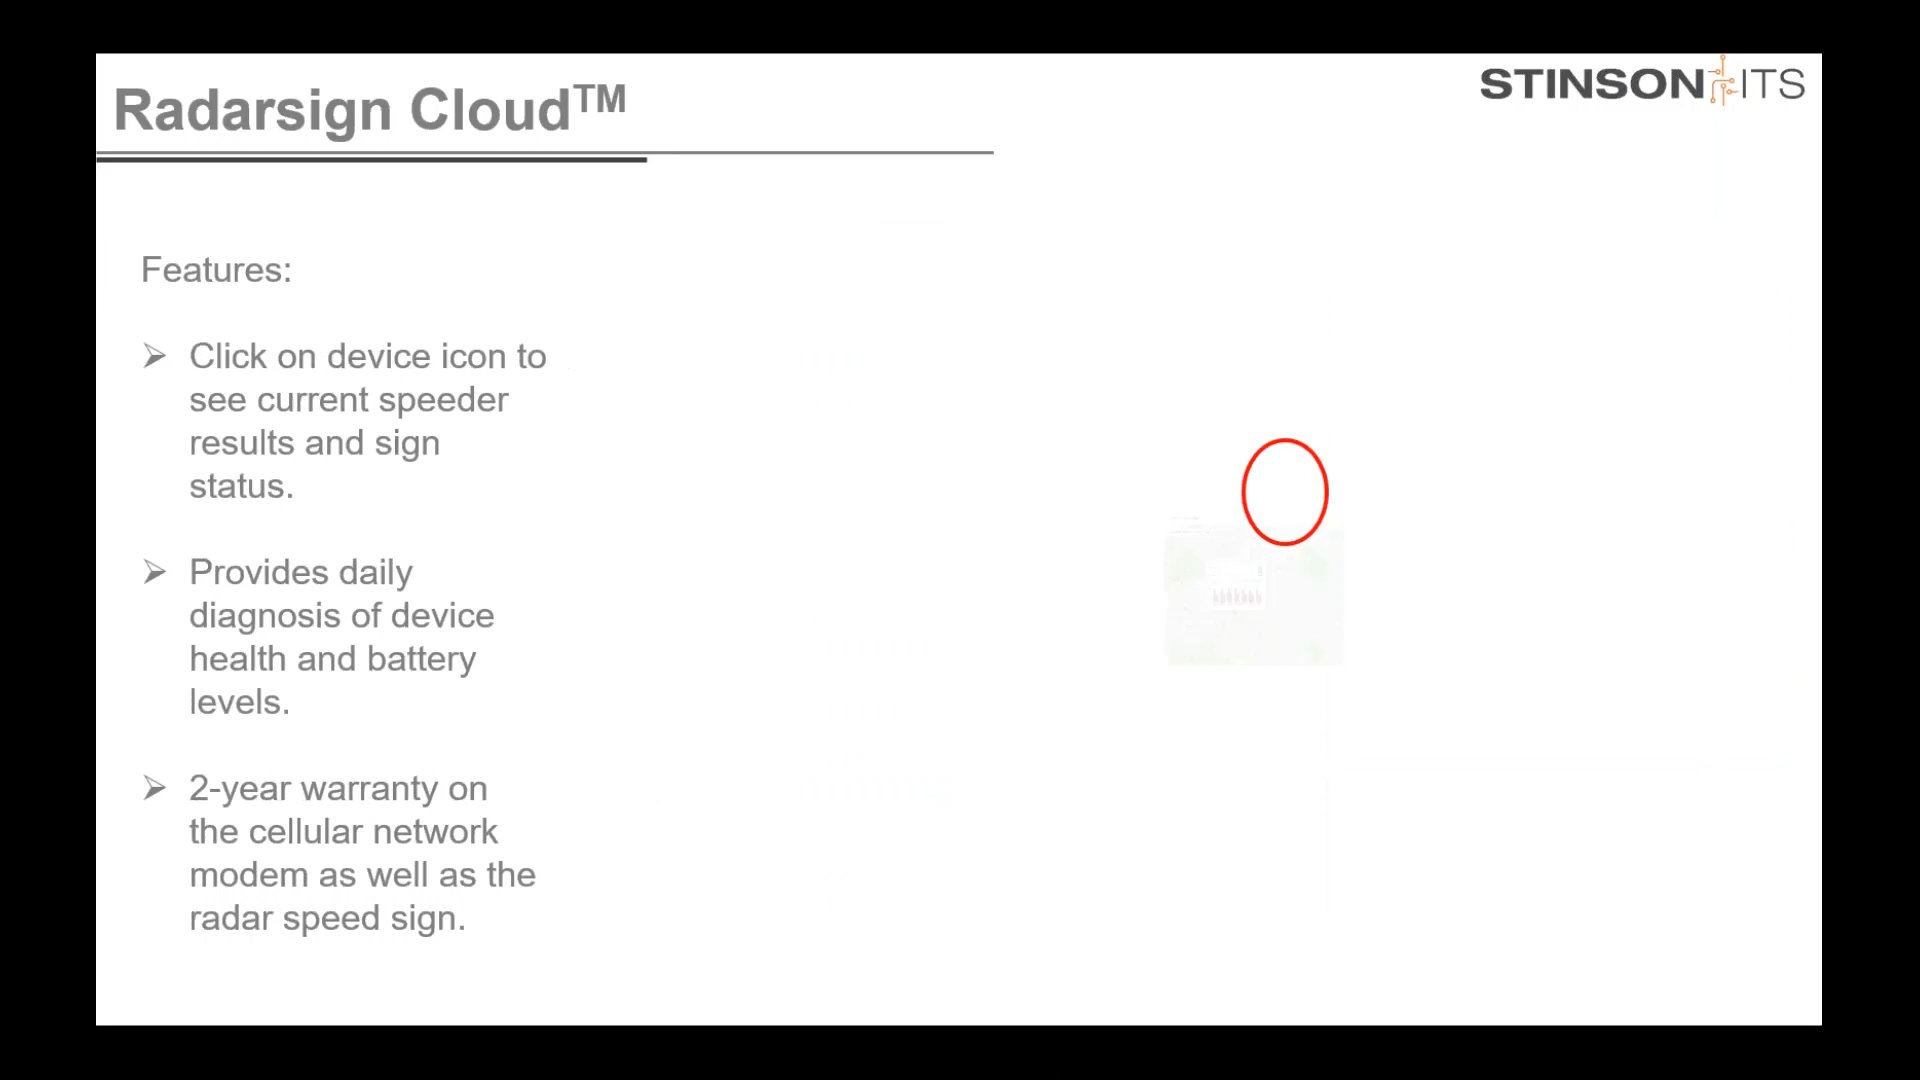 Radarsign Cloud™
STINSON ITS
Features:
➢ Click on device icon to
see current speeder
results and sign
status.
➢ Provides daily
diagnosis of device
health and battery
levels.
➢ 2-year warranty on
the cellular network
modem as well as the
radar speed sign.